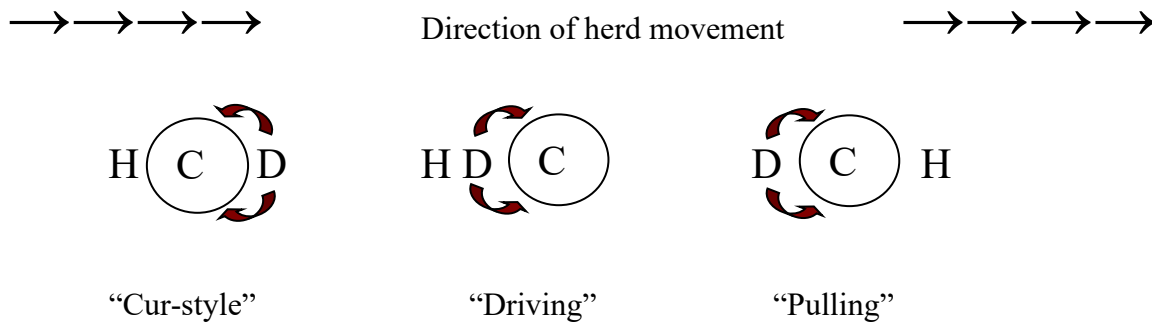 Direction of herd movement
H C D H D C D C H
“Cur-style” “Driving” “Pulling”